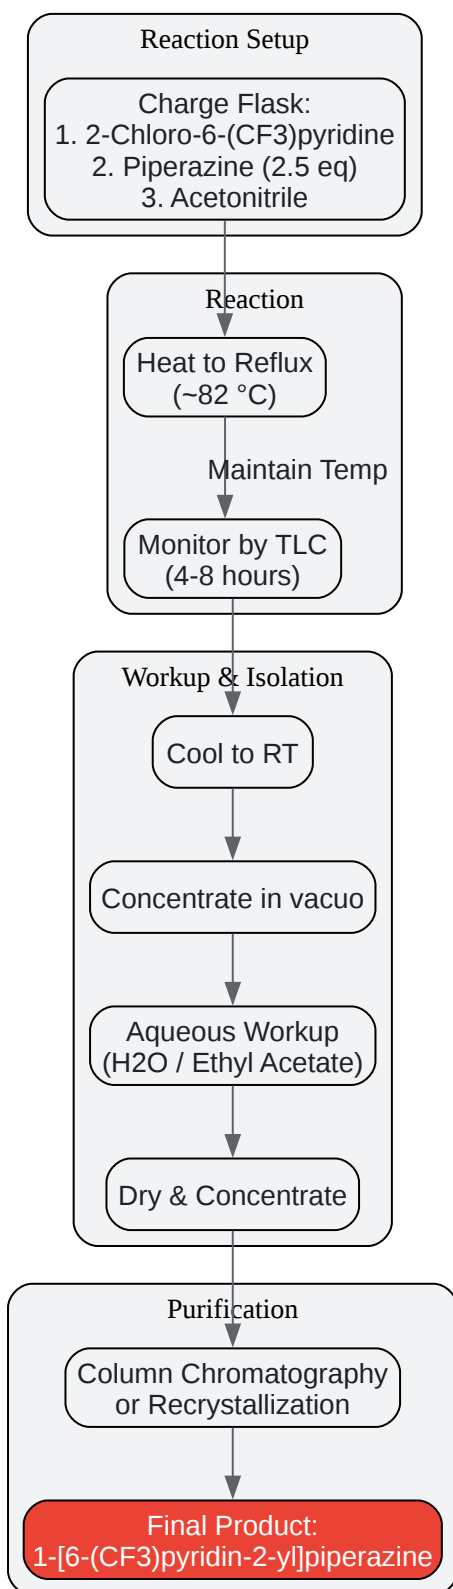 Reaction Setup
Charge Flask:
1. 2-Chloro-6-(CF3)pyridine
2. Piperazine (2.5 eq)
3. Acetonitrile
Reaction
Heat to Reflux
(~82 °C)
Maintain Temp
Monitor by TLC
(4-8 hours)
Workup & Isolation
Cool to RT
Concentrate in vacuo
Aqueous Workup
(H2O / Ethyl Acetate)
Dry & Concentrate
Purification
Column Chromatography
or Recrystallization
Final Product:
1-[6-(CF3)pyridin-2-yl]piperazine